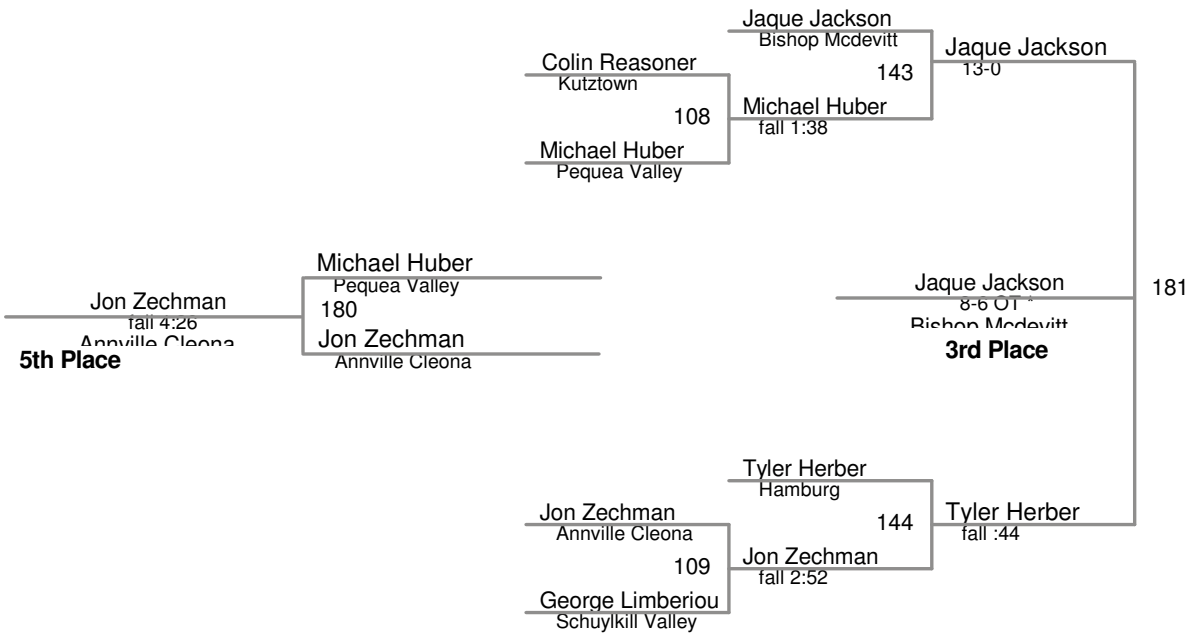 Jaque Jackson
Bishop Mcdevitt
Jaque Jackson
13-0
Colin Reasoner
Kutztown
143
108
Michael Huber
fall 1:38
Michael Huber
Pequea Valley
Michael Huber
Pequea Valley
Jaque Jackson
8-6 OT *
Bishop Mcdevitt
3rd Place
181
Jon Zechman
fall 4:26
Annville Cleona
5th Place
180
Jon Zechman
Annville Cleona
Tyler Herber
Hamburg
Jon Zechman
Annville Cleona
144
Tyler Herber
fall :44
109
Jon Zechman
fall 2:52
George Limberiou
Schuylkill Valley